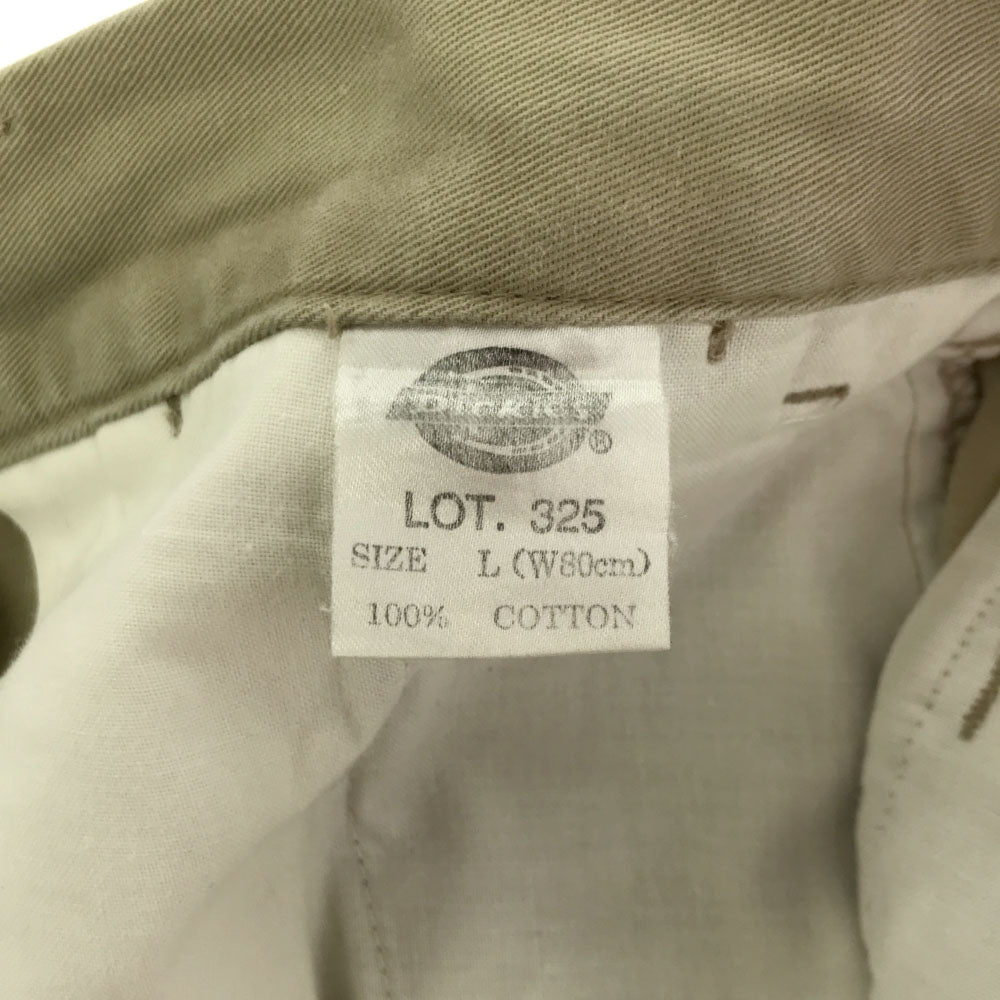 Dickies
®
LOT. 325
SIZE L (W80cm)
100% COTTON